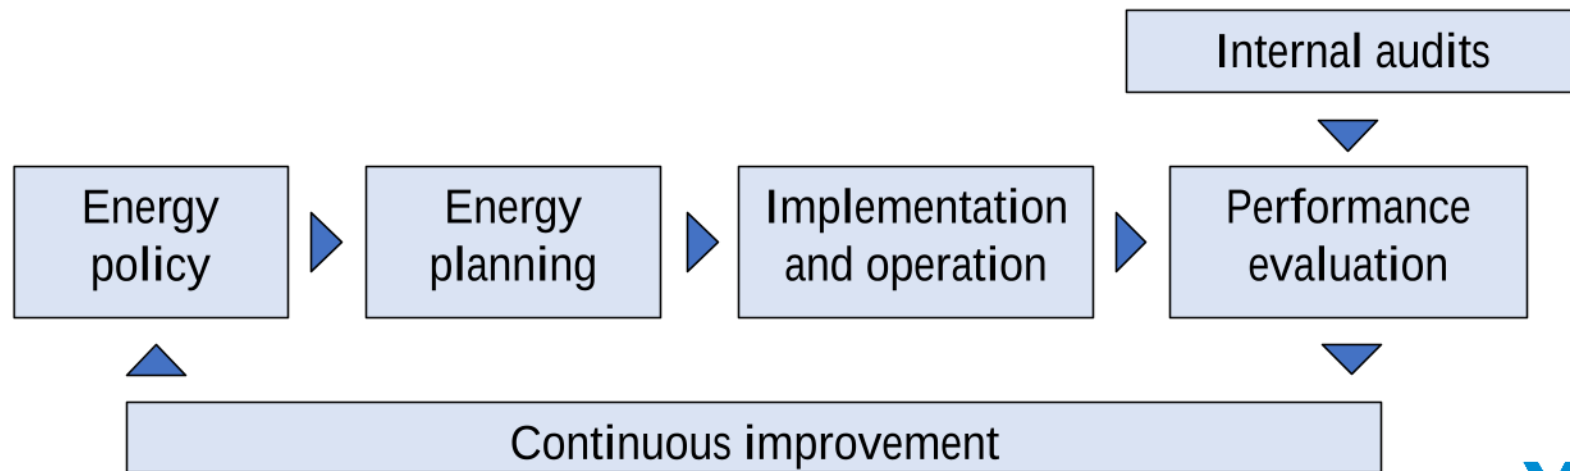 Internal audits
Energy
policy
Energy
planning
Implementation
and operation
Performance
evaluation
Continuous improvement